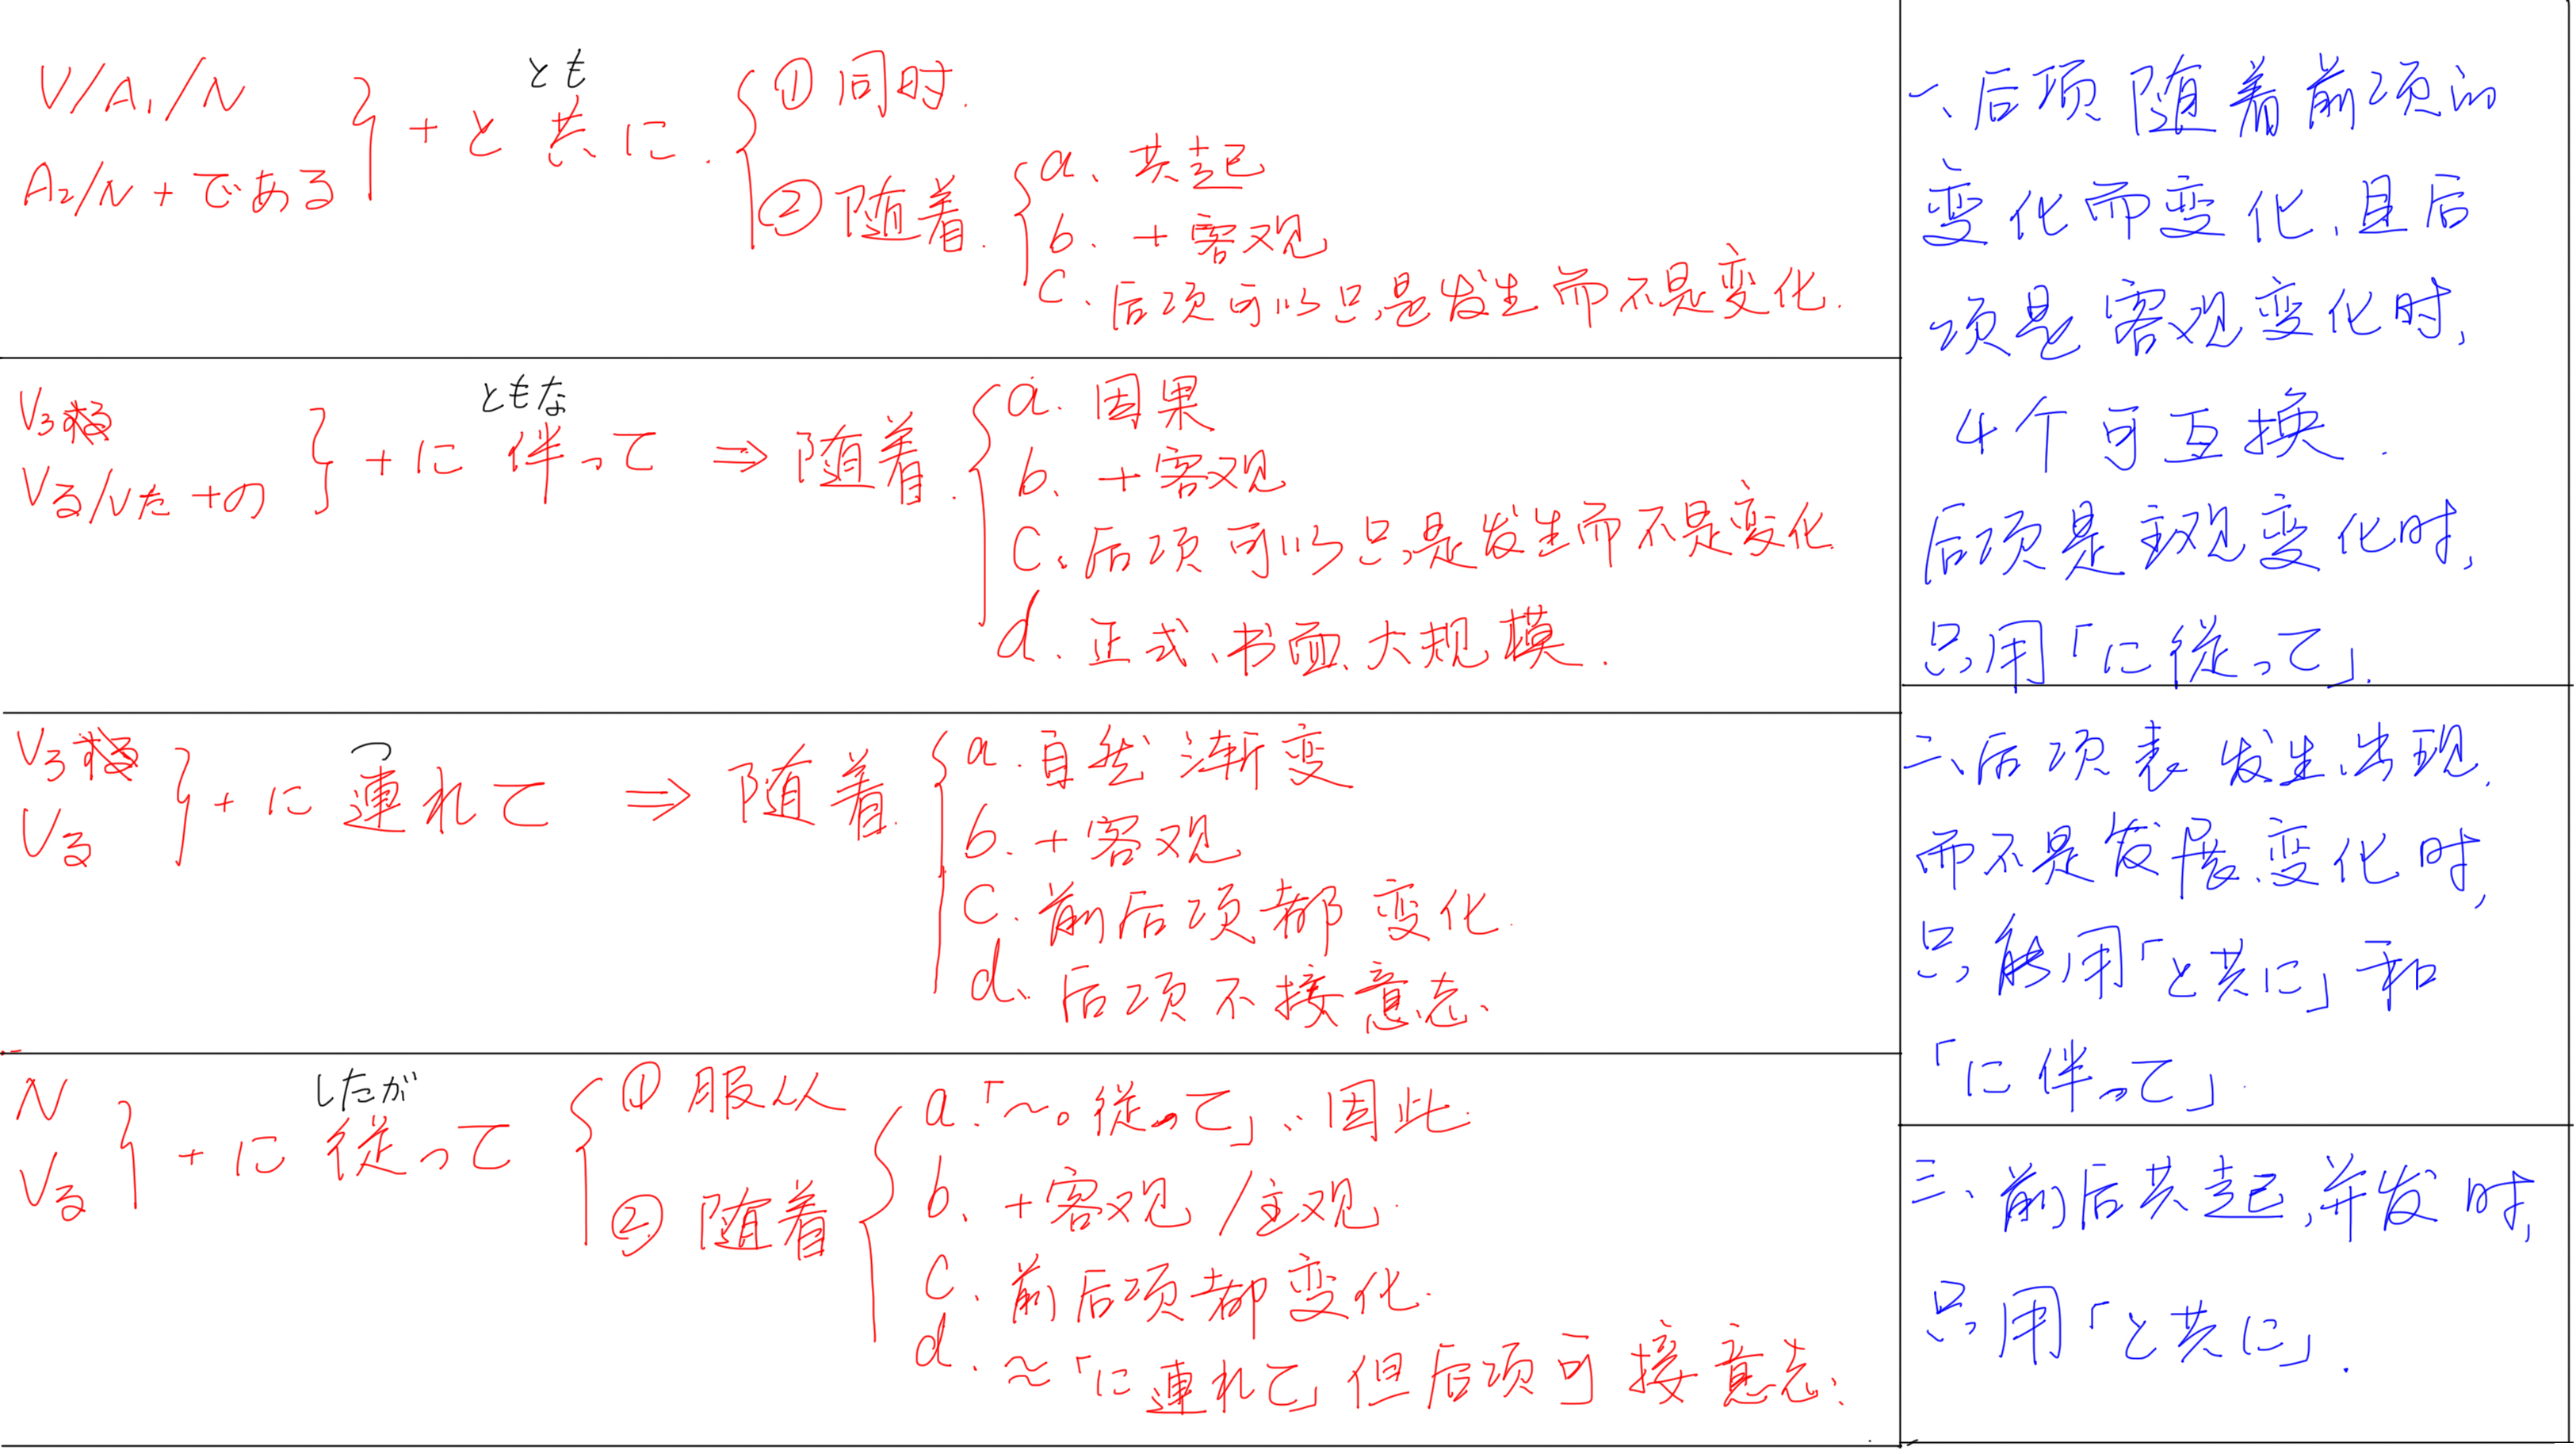 V/A₁/N
A₂/N+である
} + と共に.
とも
① 同时.
② 随着.
a、共起
b、+客观
c、后项可以只是发生而不是变化.
V₃
Vる/Vた+の
} + に伴って ⇒ 随着.
ともな
a. 因果
b、+客观
c、后项可以只是发生而不是变化.
d. 正式、书面、大规模.
V₃
Vる
} + に連れて ⇒ 随着.
つ
a. 自然渐变
b. +客观
c. 前后项都变化.
d、后项不接意志、
N
Vる
} + に従って
したが
① 服从
② 随着
a.「～。従って」、因此.
b、+客观/主观.
c、前后项都变化.
d. ≈「に連れて」但后项可接意志、
一、后项随着前项的
变化而变化,且后
项是客观变化时,
4个可互换.
后项是主观变化时,
只用「に従って」.
二、后项表发生、出现.
而不是发展、变化时,
只能用「と共に」和
「に伴って」.
三、前后共起,并发时,
只用「と共に」.